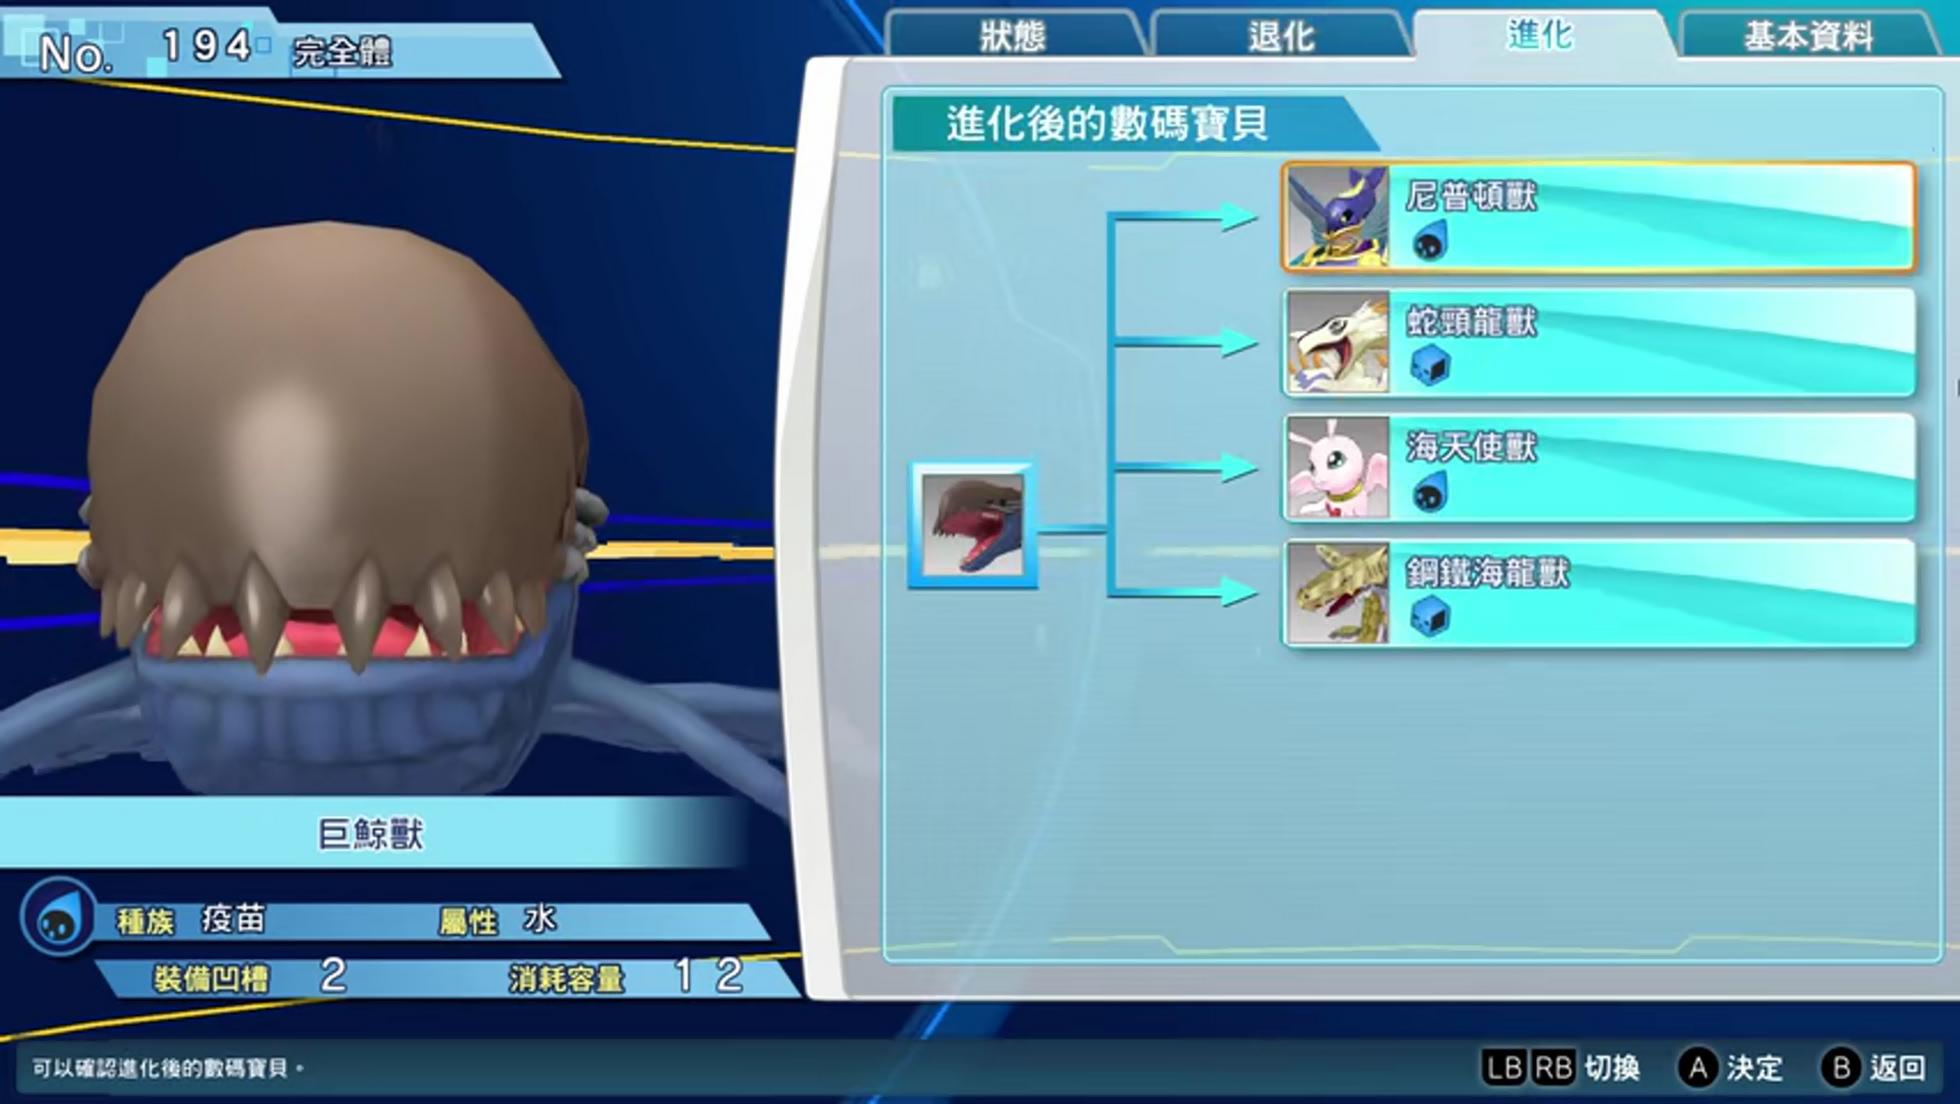 No. 194 完全體
狀態
退化
進化
基本資料
進化後的數碼寶貝
尼普頓獸
蛇頸龍獸
海天使獸
鋼鐵海龍獸
巨鯨獸
種族 疫苗 屬性 水
裝備凹槽 2 消耗容量 12
可以確認進化後的數碼寶貝。
LB RB 切換 A 決定 B 返回